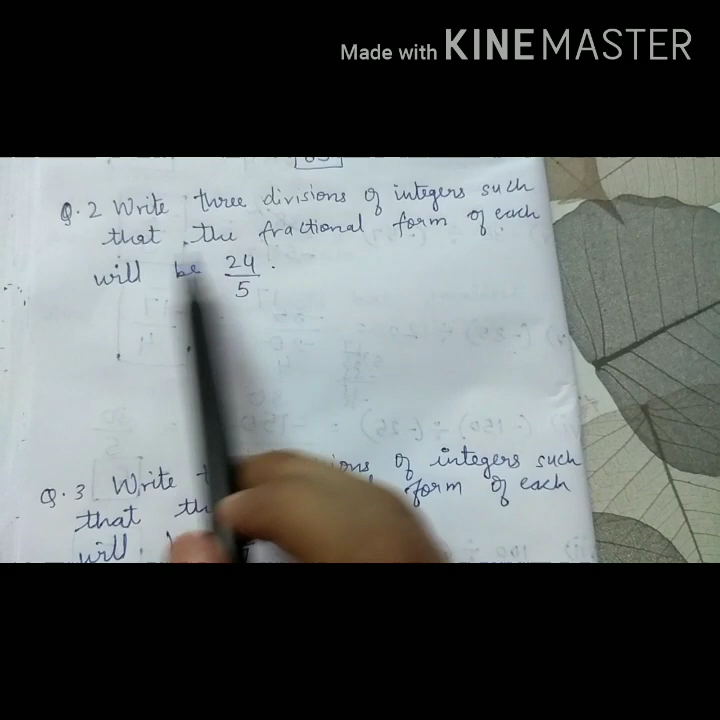 Made with KINEMASTER
Q.2 Write three divisions of integers such
that the fractional form of each
will be 24/5.
Q.3 Write of integers such
that form of each
will